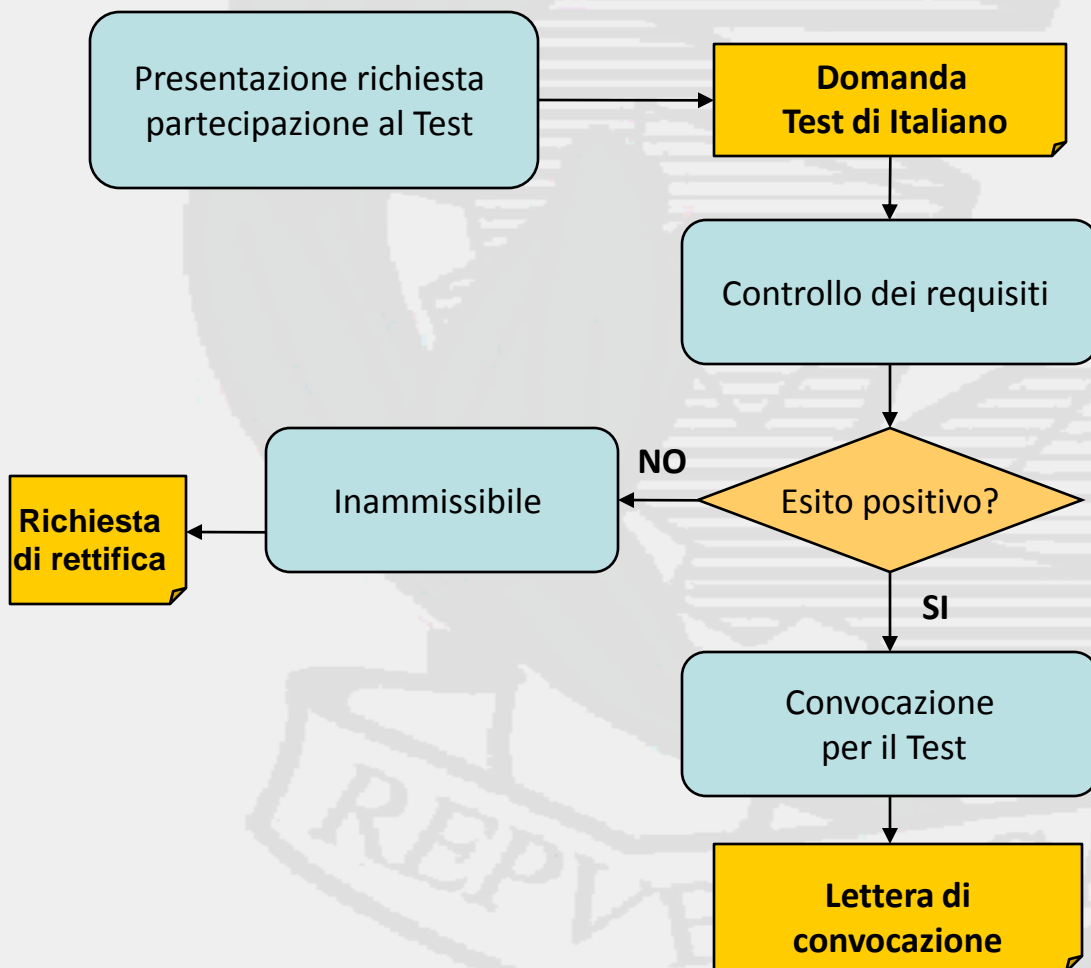 Presentazione richiesta
partecipazione al Test
Domanda
Test di Italiano
Controllo dei requisiti
Esito positivo?
NO
Inammissibile
Richiesta
di rettifica
SI
Convocazione
per il Test
Lettera di
convocazione